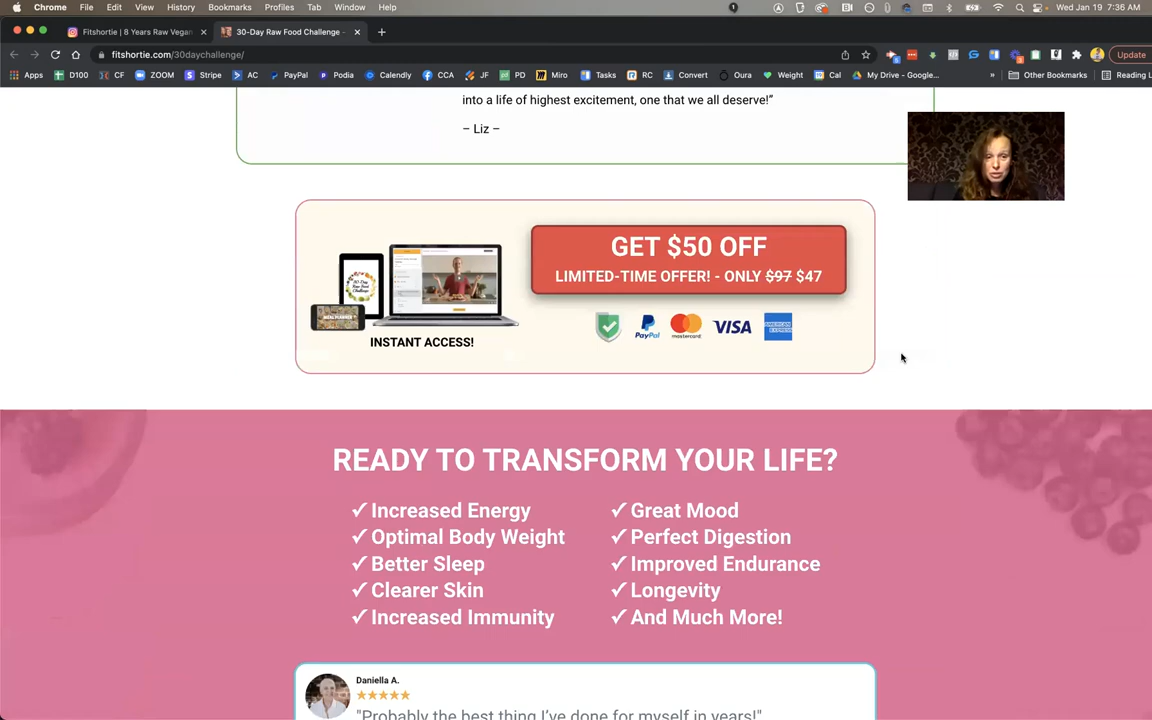 Chrome File Edit View History Bookmarks Profiles Tab Window Help
Wed Jan 19 7:36 AM
Fitshortie | 8 Years Raw Vegan
30-Day Raw Food Challenge -
fitshortie.com/30daychallenge/
Update
Apps D100 CF ZOOM Stripe AC PayPal Podia Calendly CCA JF PD Miro Tasks RC Convert Oura Weight Cal My Drive - Google... » Other Bookmarks Reading L
into a life of highest excitement, one that we all deserve!”
– Liz –
GET $50 OFF
LIMITED-TIME OFFER! - ONLY $97 $47
PayPal mastercard VISA AMERICAN EXPRESS
INSTANT ACCESS!
READY TO TRANSFORM YOUR LIFE?
✓Increased Energy
✓Optimal Body Weight
✓Better Sleep
✓Clearer Skin
✓Increased Immunity
✓Great Mood
✓Perfect Digestion
✓Improved Endurance
✓Longevity
✓And Much More!
Daniella A.
"Probably the best thing I’ve done for myself in years!"